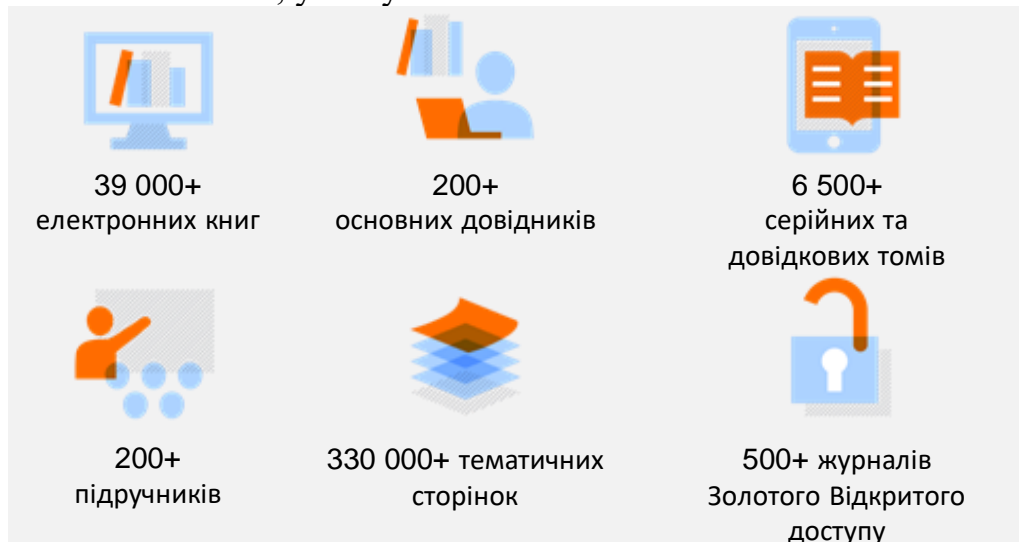 39 000+
електронних книг
200+
основних довідників
6 500+
серійних та
довідкових томів
200+
підручників
330 000+ тематичних
сторінок
500+ журналів
Золотого Відкритого
доступу